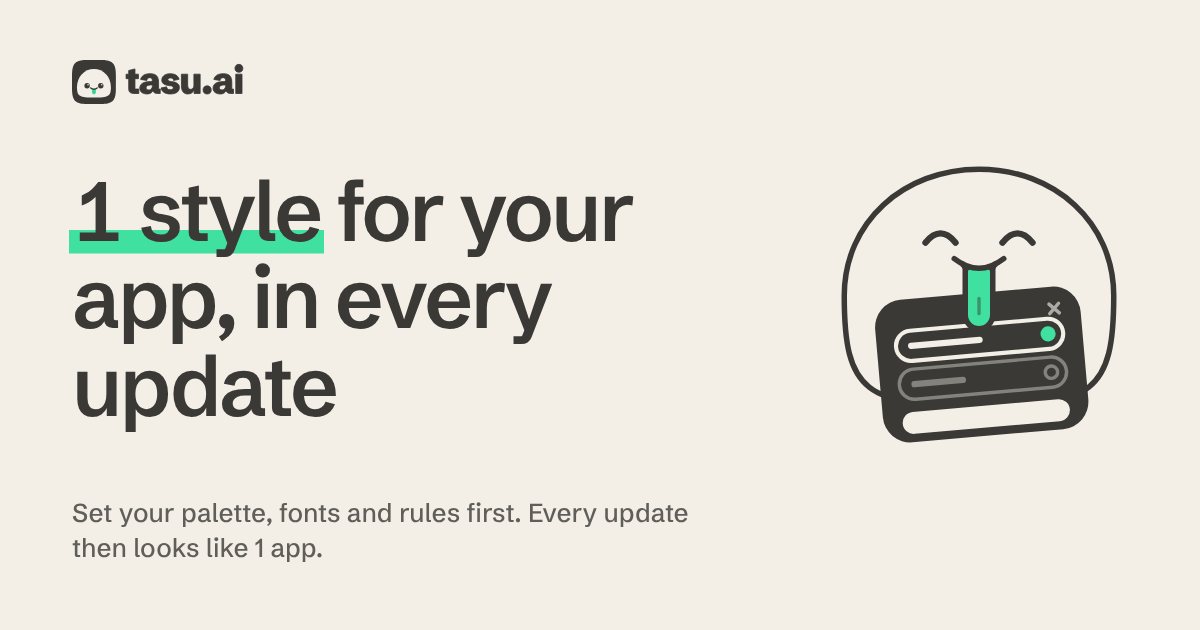 tasu.ai
1 style for your
app, in every
update
Set your palette, fonts and rules first. Every update
then looks like 1 app.